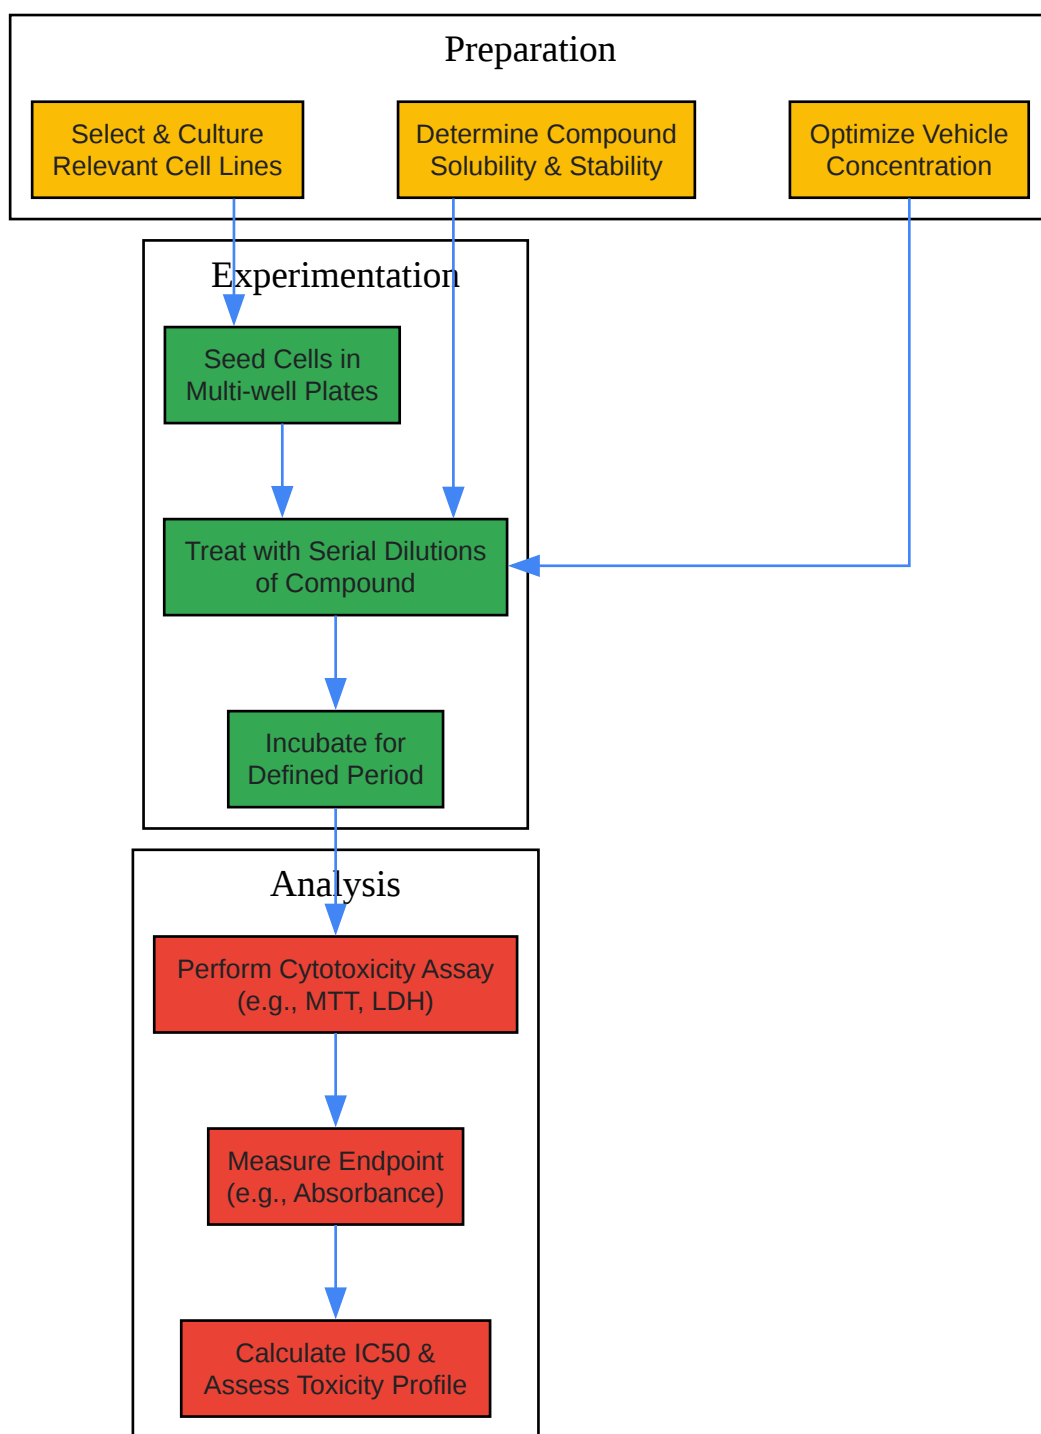 Preparation
Select & Culture
Relevant Cell Lines
Determine Compound
Solubility & Stability
Optimize Vehicle
Concentration
Experimentation
Seed Cells in
Multi-well Plates
Treat with Serial Dilutions
of Compound
Incubate for
Defined Period
Analysis
Perform Cytotoxicity Assay
(e.g., MTT, LDH)
Measure Endpoint
(e.g., Absorbance)
Calculate IC50 &
Assess Toxicity Profile